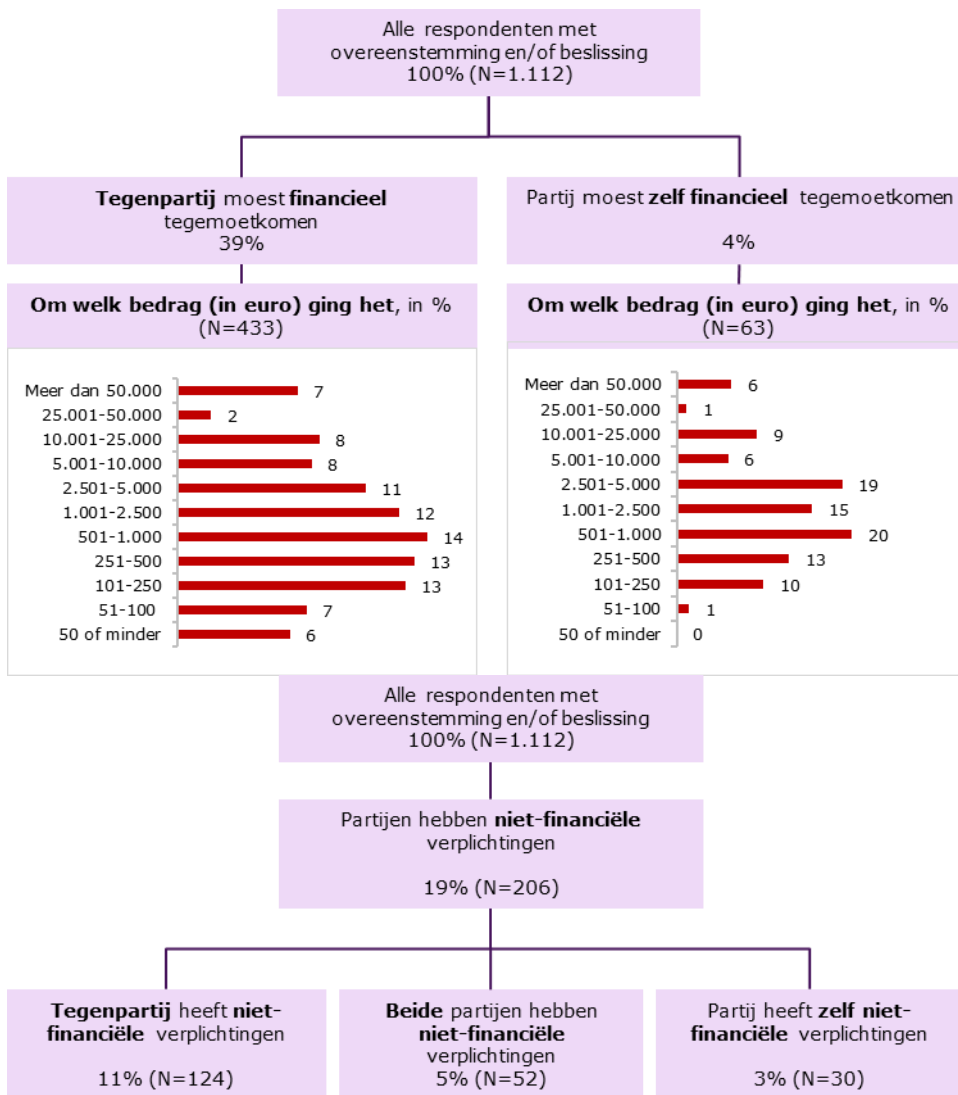 Alle respondenten met
overeenstemming en/of beslissing
100% (N=1.112)
Tegenpartij moest financieel
tegemoetkomen
39%
Partij moest zelf financieel tegemoetkomen
4%
Om welk bedrag (in euro) ging het, in %
(N=433)
Meer dan 50.000 7
25.001-50.000 2
10.001-25.000 8
5.001-10.000 8
2.501-5.000 11
1.001-2.500 12
501-1.000 14
251-500 13
101-250 13
51-100 7
50 of minder 6
Om welk bedrag (in euro) ging het, in %
(N=63)
Meer dan 50.000 6
25.001-50.000 1
10.001-25.000 9
5.001-10.000 6
2.501-5.000 19
1.001-2.500 15
501-1.000 20
251-500 13
101-250 10
51-100 1
50 of minder 0
Alle respondenten met
overeenstemming en/of beslissing
100% (N=1.112)
Partijen hebben niet-financiële
verplichtingen
19% (N=206)
Tegenpartij heeft niet-
financiële verplichtingen
11% (N=124)
Beide partijen hebben
niet-financiële
verplichtingen
5% (N=52)
Partij heeft zelf niet-
financiële verplichtingen
3% (N=30)